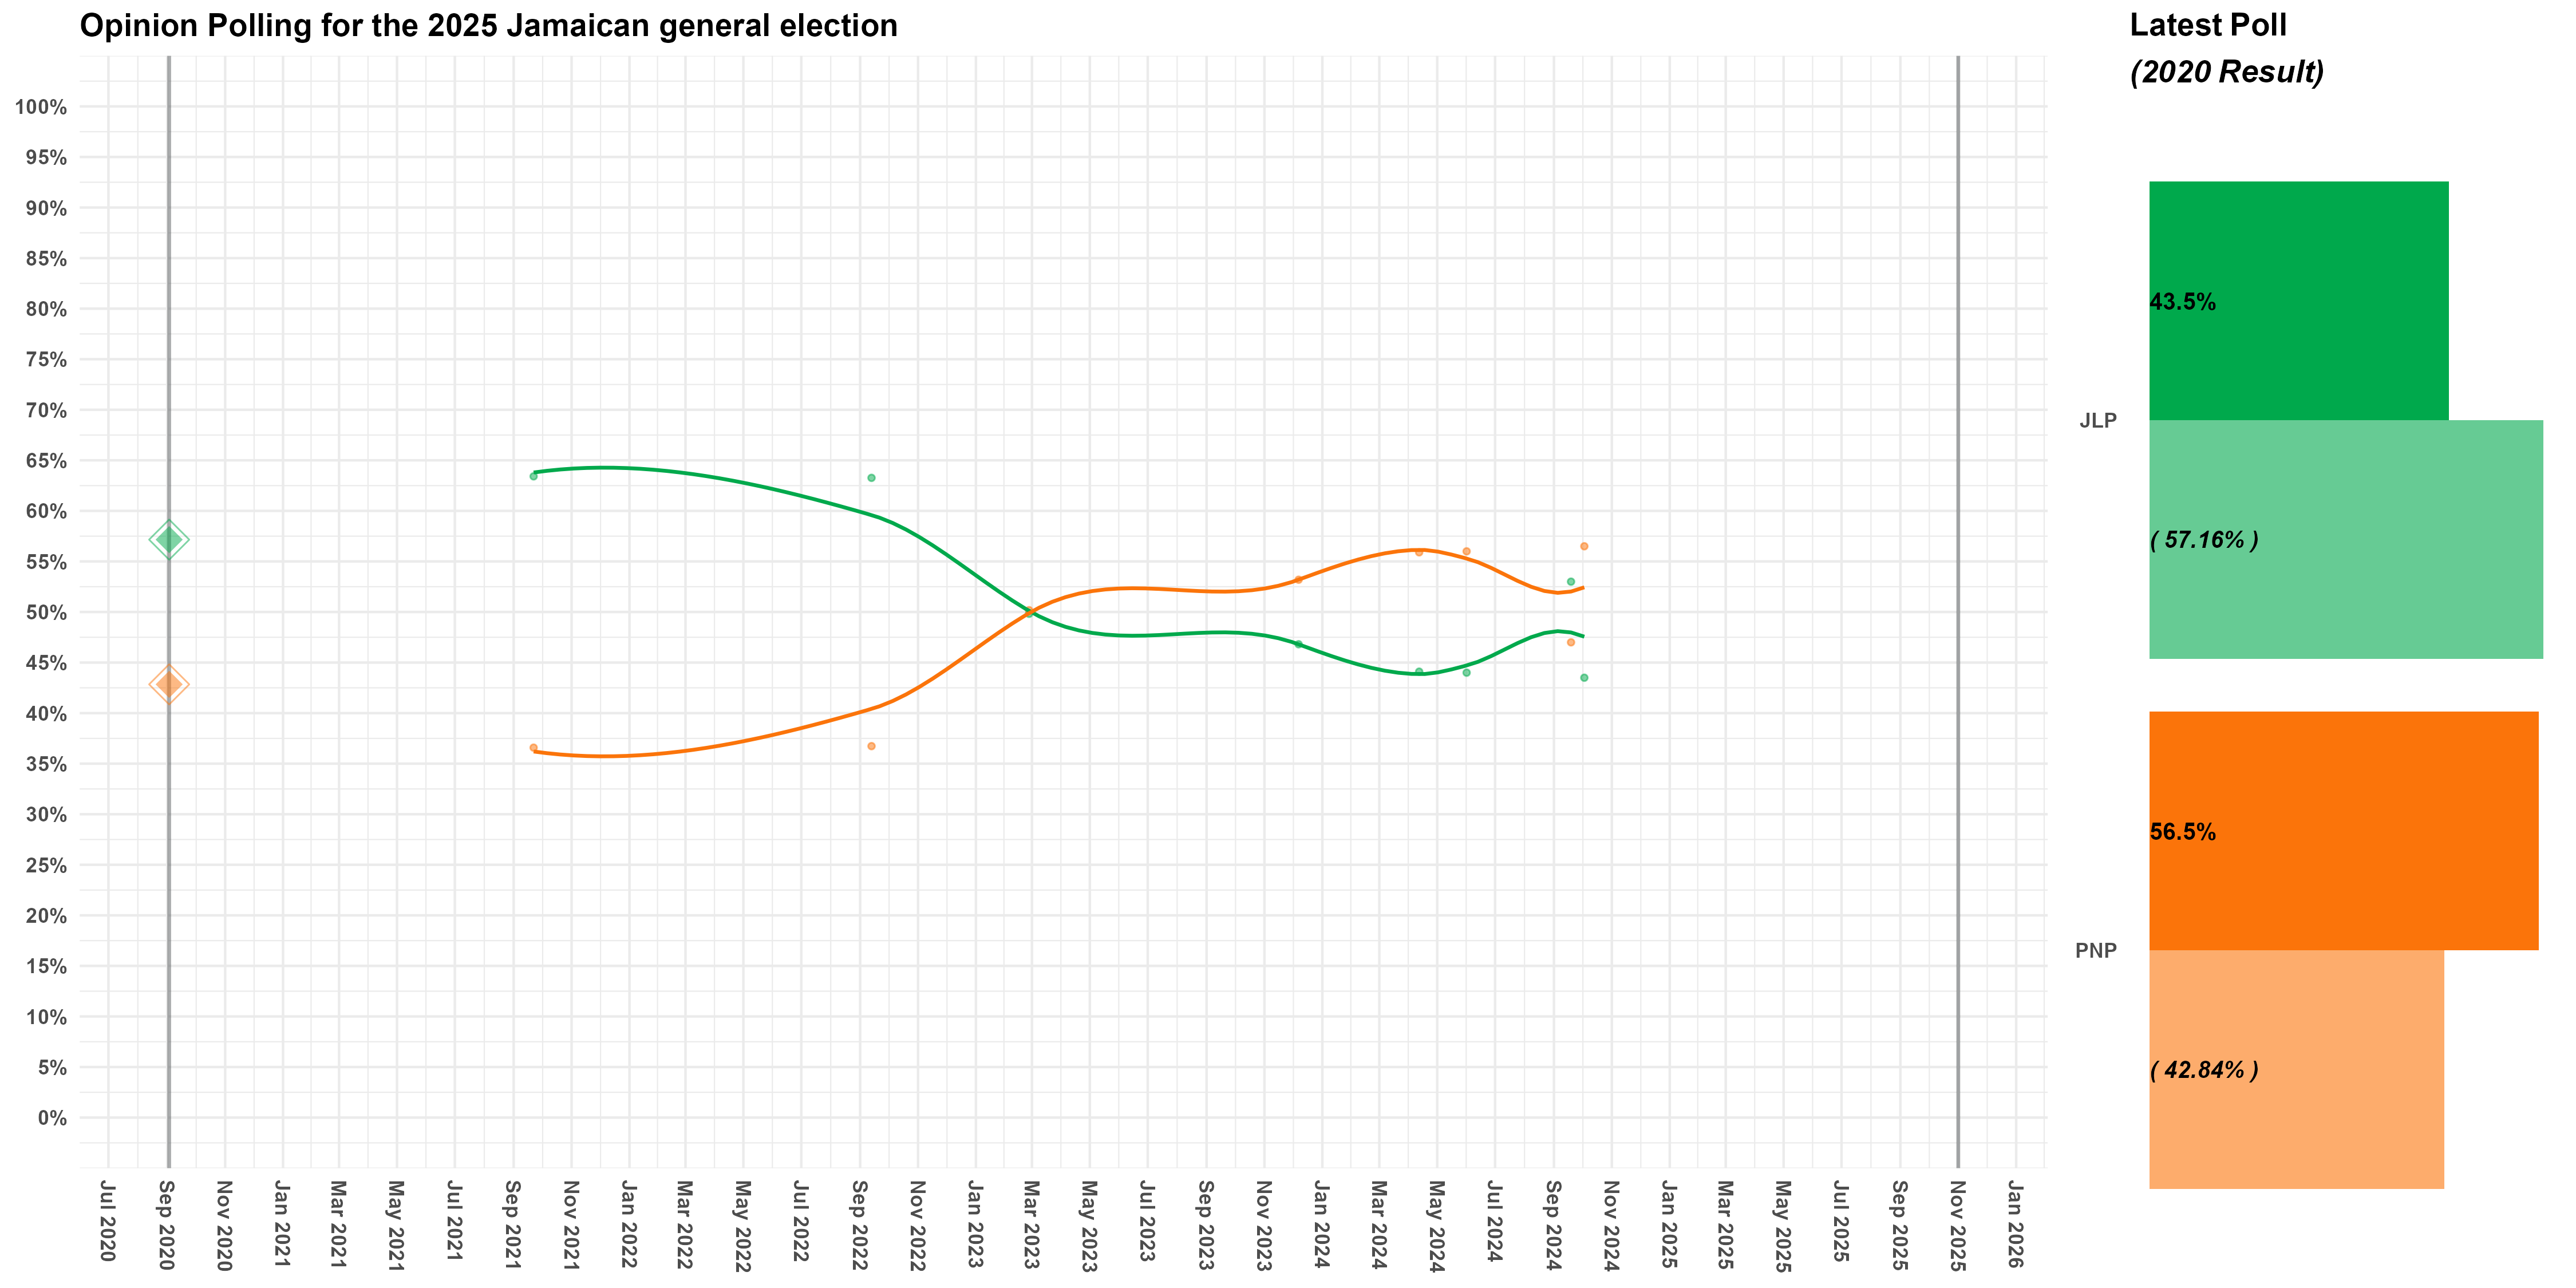 Opinion Polling for the 2025 Jamaican general election
Latest Poll
(2020 Result)
100%
95%
90%
85%
80%
75%
70%
65%
60%
55%
50%
45%
40%
35%
30%
25%
20%
15%
10%
5%
0%
Jul 2020
Sep 2020
Nov 2020
Jan 2021
Mar 2021
May 2021
Jul 2021
Sep 2021
Nov 2021
Jan 2022
Mar 2022
May 2022
Jul 2022
Sep 2022
Nov 2022
Jan 2023
Mar 2023
May 2023
Jul 2023
Sep 2023
Nov 2023
Jan 2024
Mar 2024
May 2024
Jul 2024
Sep 2024
Nov 2024
Jan 2025
Mar 2025
May 2025
Jul 2025
Sep 2025
Nov 2025
Jan 2026
43.5%
JLP
( 57.16% )
56.5%
PNP
( 42.84% )